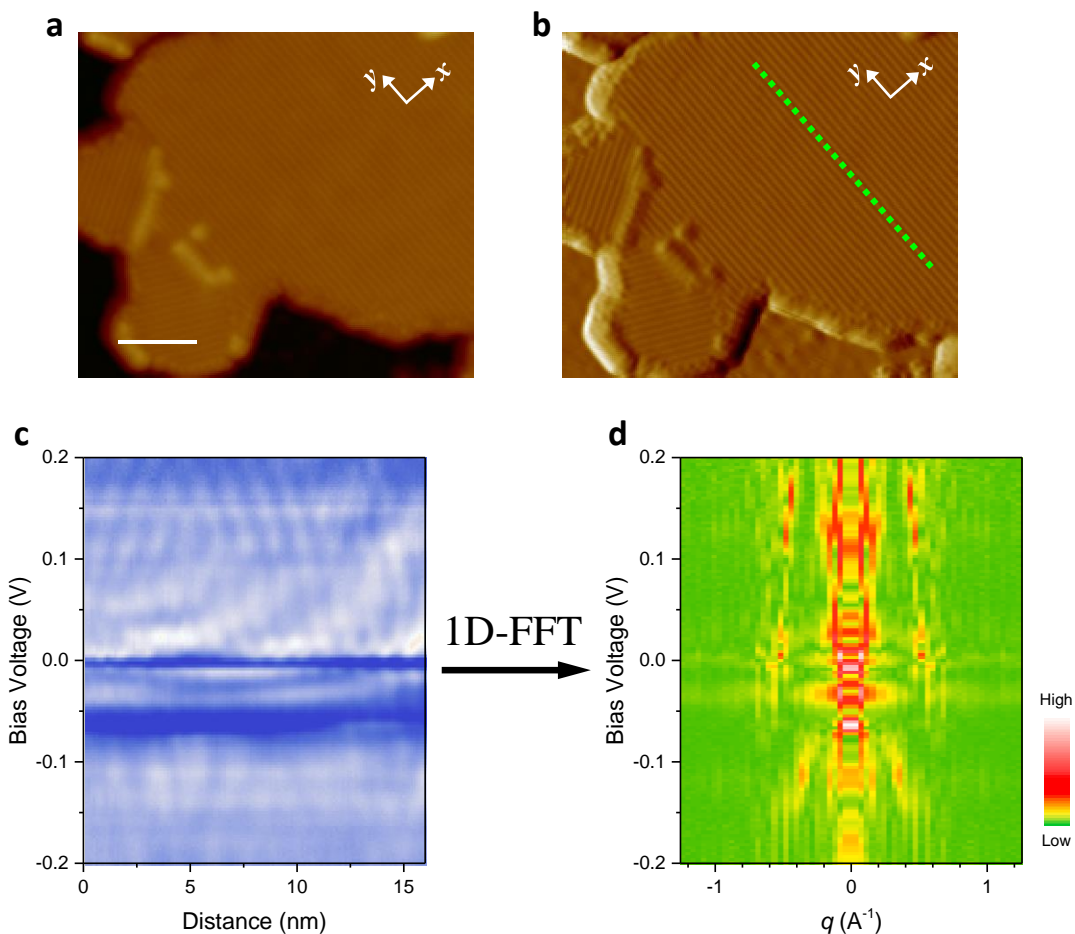 a
b
y x
y x
c
d
0.2
0.1
0.0
-0.1
-0.2
Bias Voltage (V)
0 5 10 15
Distance (nm)
1D-FFT
0.2
0.1
0.0
-0.1
-0.2
Bias Voltage (V)
-1 0 1
q (A-1)
High
Low